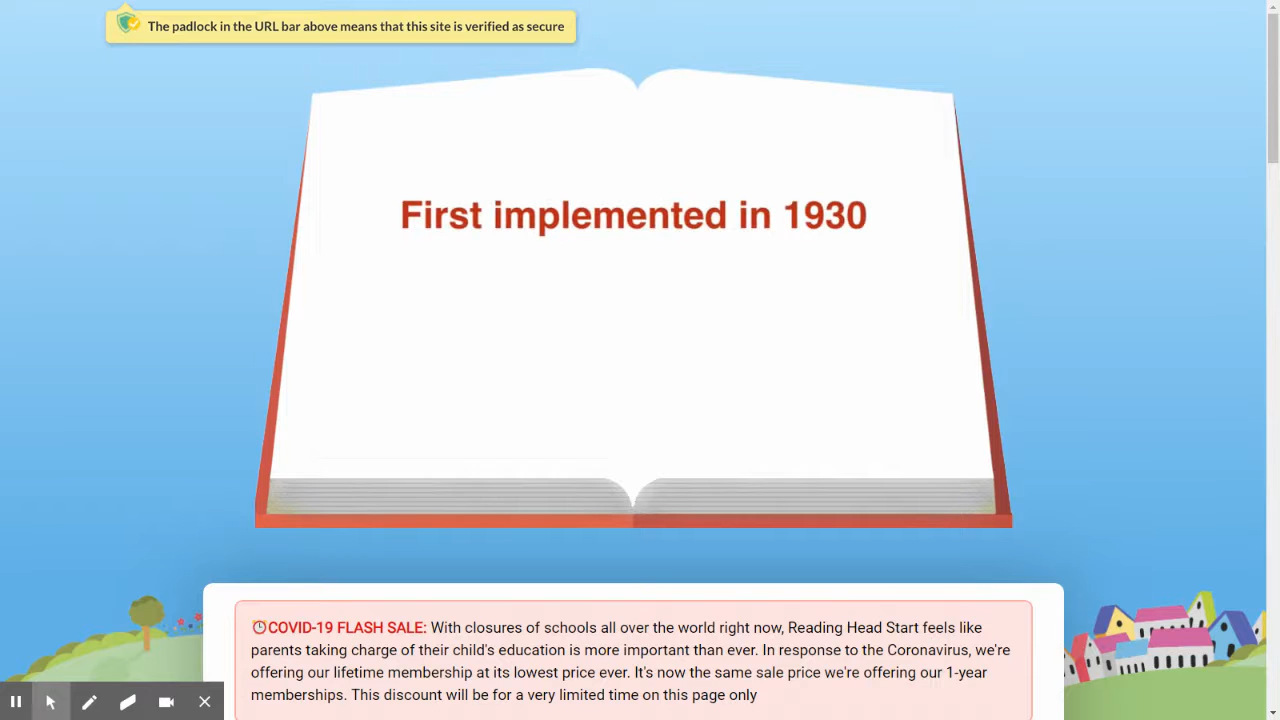 The padlock in the URL bar above means that this site is verified as secure
First implemented in 1930
COVID-19 FLASH SALE: With closures of schools all over the world right now, Reading Head Start feels like
parents taking charge of their child's education is more important than ever. In response to the Coronavirus, we're
offering our lifetime membership at its lowest price ever. It's now the same sale price we're offering our 1-year
memberships. This discount will be for a very limited time on this page only